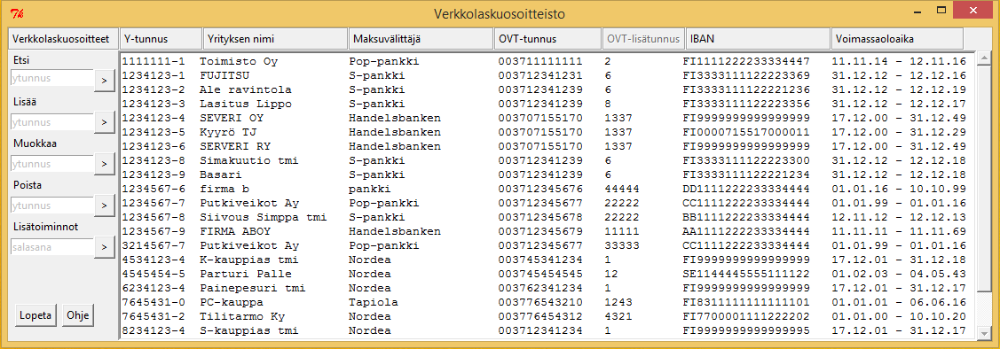 Verkkolaskuosoitteisto
Verkkolaskuosoitteet Y-tunnus Yrityksen nimi Maksuvälittäjä OVT-tunnus OVT-lisätunnus IBAN Voimassaoloaika
Etsi
ytunnus >
Lisää
ytunnus >
Muokkaa
ytunnus >
Poista
ytunnus >
Lisätoiminnot
salasana >
Lopeta Ohje
1111111-1 Toimisto Oy Pop-pankki 003711111111 2 FI1111222233334447 11.11.14 - 12.11.16
1234123-1 FUJITSU S-pankki 003712341231 6 FI3333111122223369 31.12.12 - 12.12.16
1234123-2 Ale ravintola S-pankki 003712341239 6 FI3333111122221236 31.12.12 - 12.12.19
1234123-3 Lasitus Lippo S-pankki 003712341239 8 FI3333111122223356 31.12.12 - 12.12.17
1234123-4 SEVERI OY Handelsbanken 003707155170 1337 FI9999999999999999 17.12.00 - 31.12.49
1234123-5 Kyyrö TJ Handelsbanken 003707155170 1337 FI0000715517000011 17.12.00 - 31.12.29
1234123-6 SERVERI RY Handelsbanken 003707155170 1337 FI9999999999999999 17.12.00 - 31.12.49
1234123-8 Simakuutio tmi S-pankki 003712341239 6 FI3333111122223300 31.12.12 - 12.12.18
1234123-9 Basari S-pankki 003712341239 6 FI3333111122221234 31.12.12 - 12.12.18
1234567-6 firma b pankki 003712345676 44444 DD1111222233334444 01.01.16 - 10.10.99
1234567-7 Putkiveikot Ay Pop-pankki 003712345677 22222 CC1111222233334444 01.01.99 - 01.01.16
1234567-8 Siivous Simppa tmi S-pankki 003712345678 22222 BB1111222233334444 12.11.12 - 12.12.13
1234567-9 FIRMA ABOY Handelsbanken 003712345679 11111 AA1111222233334444 11.11.11 - 11.11.69
3214567-7 Putkiveikot Ay Pop-pankki 003712345677 33333 CC1111222233334444 01.01.99 - 01.01.16
4534123-4 K-kauppias tmi Nordea 003745341234 1 FI9999999999999999 17.12.01 - 31.12.18
4545454-5 Parturi Palle Nordea 003745454545 12 SE1144445555111122 01.02.03 - 04.05.43
6234123-4 Painepesuri tmi Nordea 003762341234 1 FI9999999999999999 17.12.01 - 31.12.17
7645431-0 PC-kauppa Tapiola 003776543210 1243 FI8311111111111101 01.01.01 - 06.06.16
7645431-2 Tilitarmo Ky Nordea 003776454312 4321 FI7700001111222202 01.01.00 - 10.10.20
8234123-4 S-kauppias tmi Nordea 003712341234 1 FI9999999999999995 17.12.01 - 31.12.17